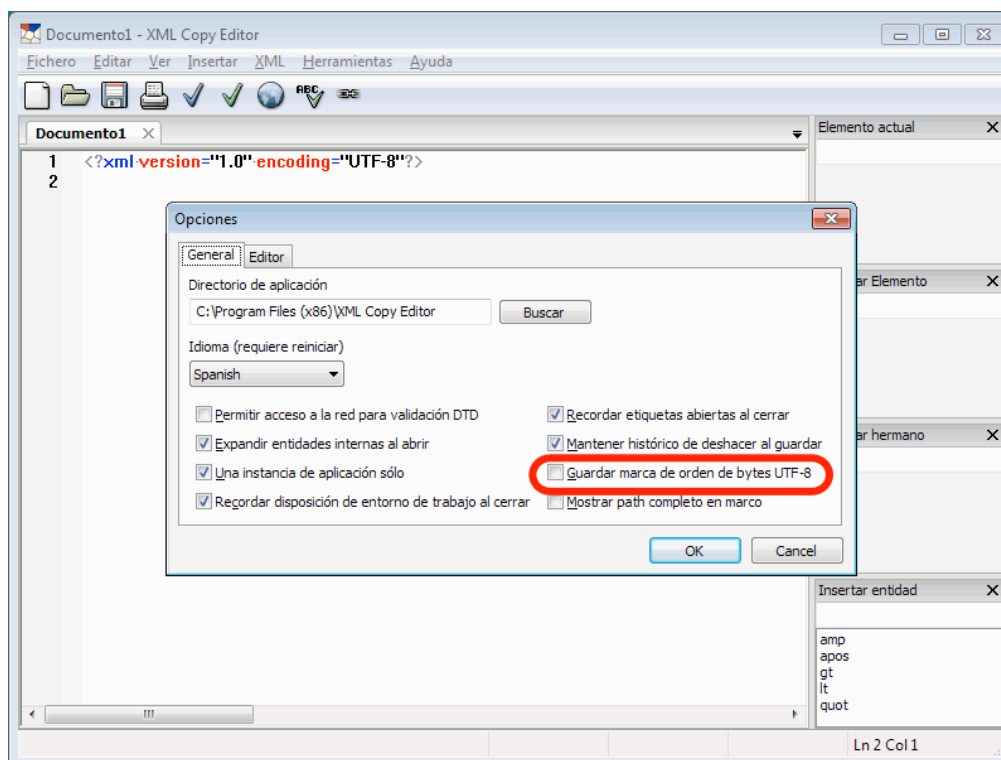 Documento1 - XML Copy Editor
Fichero Editar Ver Insertar XML Herramientas Ayuda
ABC
Documento1
Elemento actual
1 <?xml version="1.0" encoding="UTF-8"?>
2
Opciones
General Editor
Directorio de aplicación
ar Elemento
C:\Program Files (x86)\XML Copy Editor Buscar
Idioma (requiere reiniciar)
Spanish
Permitir acceso a la red para validación DTD
Recordar etiquetas abiertas al cerrar
Expandir entidades internas al abrir
Mantener histórico de deshacer al guardar
ar hermano
Una instancia de aplicación sólo
Guardar marca de orden de bytes UTF-8
Recordar disposición de entorno de trabajo al cerrar
Mostrar path completo en marco
OK Cancel
Insertar entidad
amp
apos
gt
lt
quot
Ln 2 Col 1